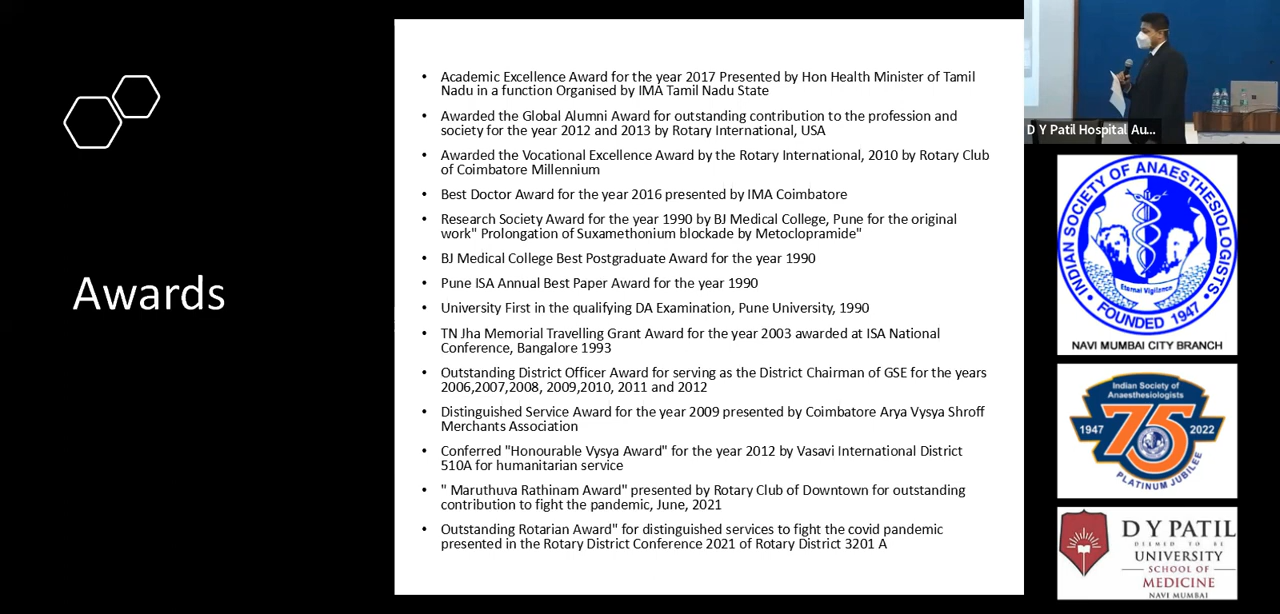 Awards
• Academic Excellence Award for the year 2017 Presented by Hon Health Minister of Tamil
Nadu in a function Organised by IMA Tamil Nadu State
• Awarded the Global Alumni Award for outstanding contribution to the profession and
society for the year 2012 and 2013 by Rotary International, USA
• Awarded the Vocational Excellence Award by the Rotary International, 2010 by Rotary Club
of Coimbatore Millennium
• Best Doctor Award for the year 2016 presented by IMA Coimbatore
• Research Society Award for the year 1990 by BJ Medical College, Pune for the original
work" Prolongation of Suxamethonium blockade by Metoclopramide"
• BJ Medical College Best Postgraduate Award for the year 1990
• Pune ISA Annual Best Paper Award for the year 1990
University First in the qualifying DA Examination, Pune University, 1990
• TN Jha Memorial Travelling Grant Award for the year 2003 awarded at ISA National
Conference, Bangalore 1993
• Outstanding District Officer Award for serving as the District Chairman of GSE for the years
2006,2007,2008, 2009,2010, 2011 and 2012
• Distinguished Service Award for the year 2009 presented by Coimbatore Arya Vysya Shroff
Merchants Association
• Conferred "Honourable Vysya Award" for the year 2012 by Vasavi International District
510A for humanitarian service
• " Maruthuva Rathinam Award" presented by Rotary Club of Downtown for outstanding
contribution to fight the pandemic, June, 2021
• Outstanding Rotarian Award" for distinguished services to fight the covid pandemic
presented in the Rotary District Conference 2021 of Rotary District 3201 A
D Y Patil Hospital Au...
INDIAN SOCIETY OF ANAESTHESIOLOGISTS
Eternal Vigilance
• FOUNDED 1947 •
NAVI MUMBAI CITY BRANCH
Indian Society of
Anaesthesiologists
1947 75 2022
PLATINUM JUBILEE
D Y PATIL
DEEMED TO BE
UNIVERSITY
SCHOOL OF
MEDICINE
NAVI MUMBAI